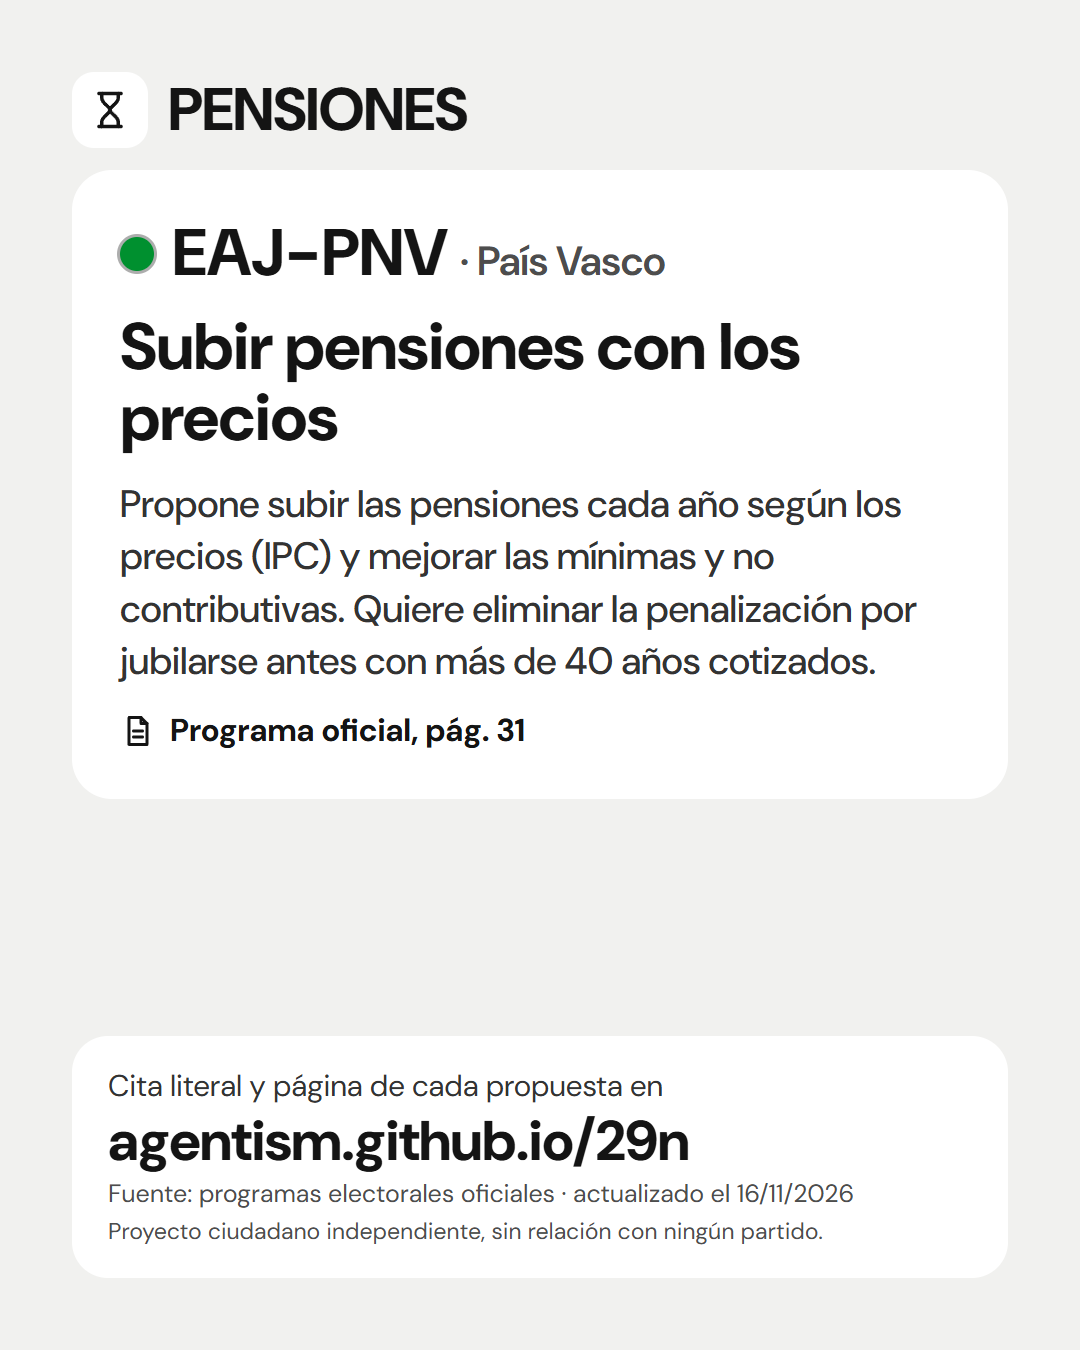 PENSIONES
EAJ-PNV · País Vasco
Subir pensiones con los
precios
Propone subir las pensiones cada año según los
precios (IPC) y mejorar las mínimas y no
contributivas. Quiere eliminar la penalización por
jubilarse antes con más de 40 años cotizados.
Programa oficial, pág. 31
Cita literal y página de cada propuesta en
agentism.github.io/29n
Fuente: programas electorales oficiales · actualizado el 16/11/2026
Proyecto ciudadano independiente, sin relación con ningún partido.